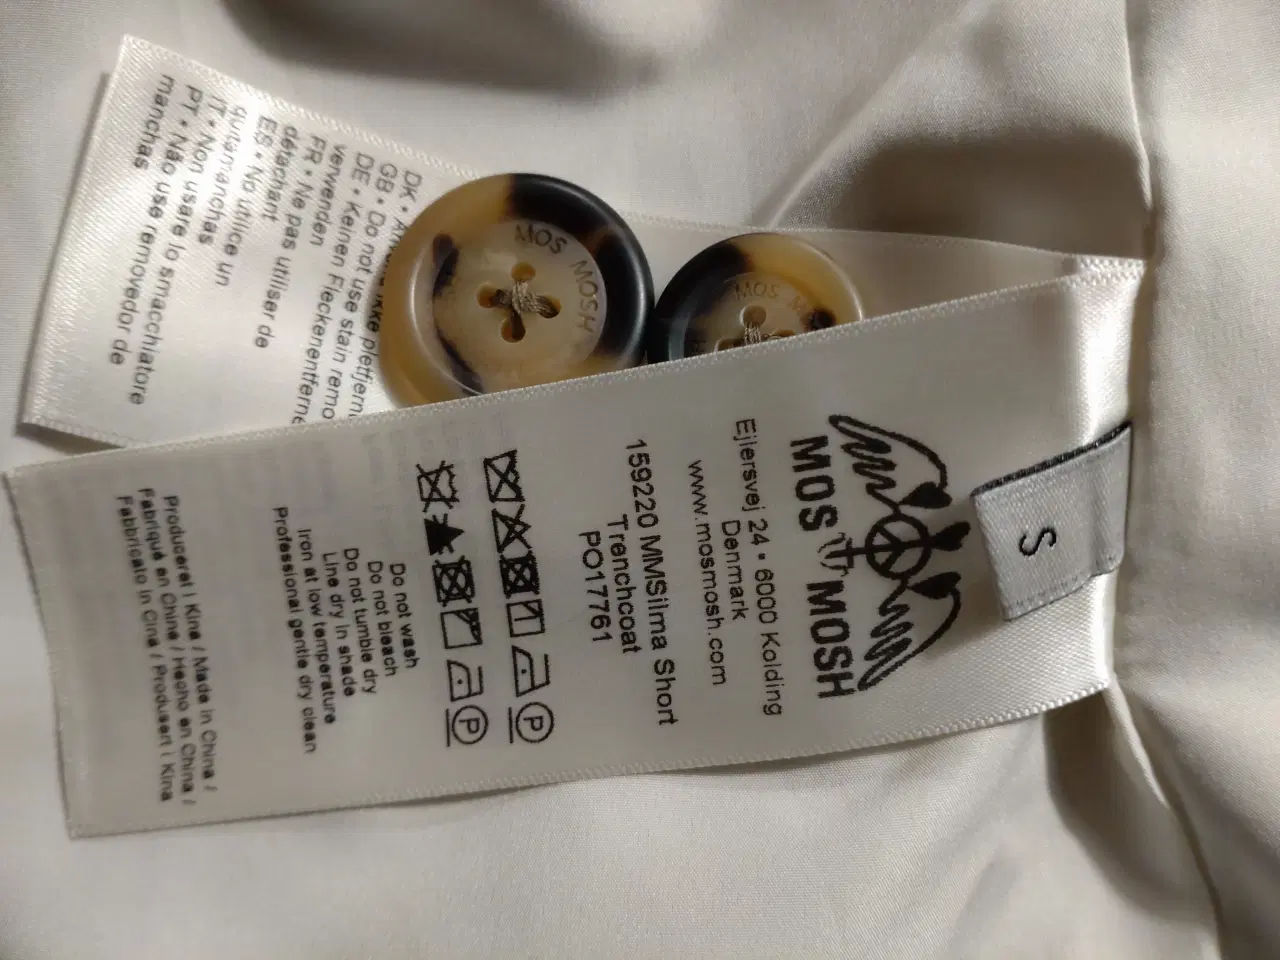 S
MOS MOSH
Ejlersvej 24 • 6000 Kolding
Denmark
www.mosmosh.com
159220 MMSilma Short
Trenchcoat
PO17761
P
P
Do not wash
Do not bleach
Do not tumble dry
Line dry in shade
Iron at low temperature
Professional gentle dry clean
Produceret i Kina / Made in China /
Fabriqué en Chine / Hecho en China /
Fabbricato in Cina / Produsert i Kina
MOS MOSH
MOS
DK •
ikke pletfjern
GB • Do not use stain remo
DE • Keinen Fleckenentferne
verwenden
FR • Ne pas utiliser de
détachant
ES • No utilice un
quitamanchas
IT • Non usare lo smacchiatore
PT • Não use removedor de
manchas